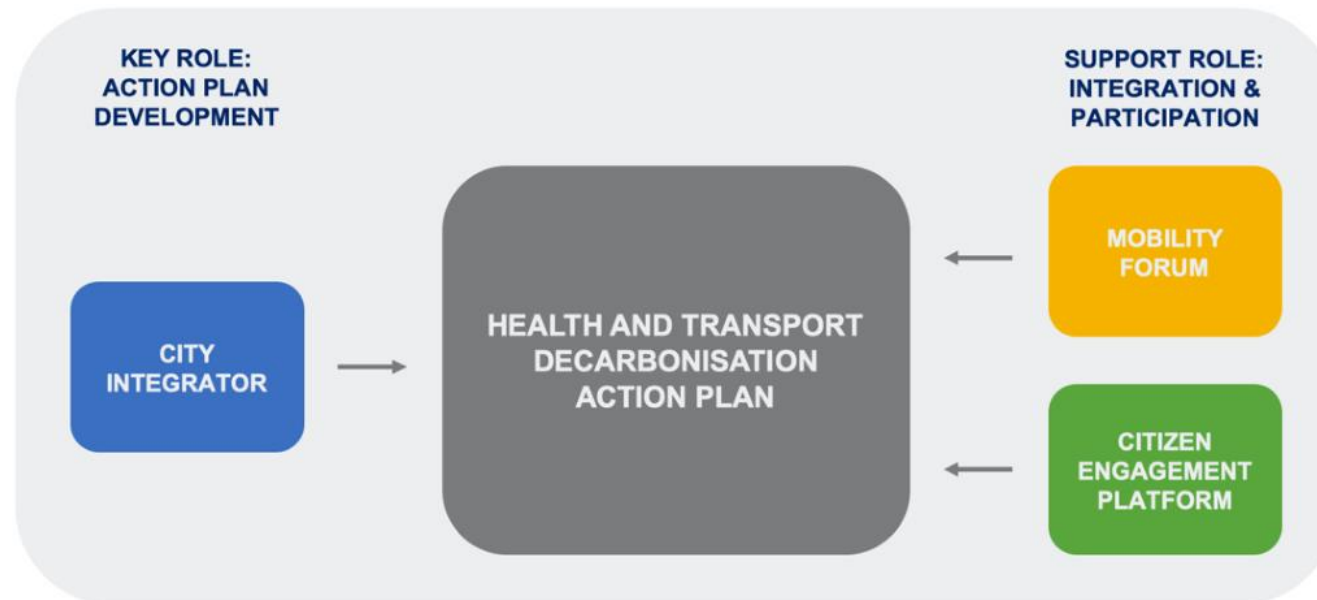 KEY ROLE:
ACTION PLAN
DEVELOPMENT
SUPPORT ROLE:
INTEGRATION &
PARTICIPATION
CITY
INTEGRATOR
HEALTH AND TRANSPORT
DECARBONISATION
ACTION PLAN
MOBILITY
FORUM
CITIZEN
ENGAGEMENT
PLATFORM